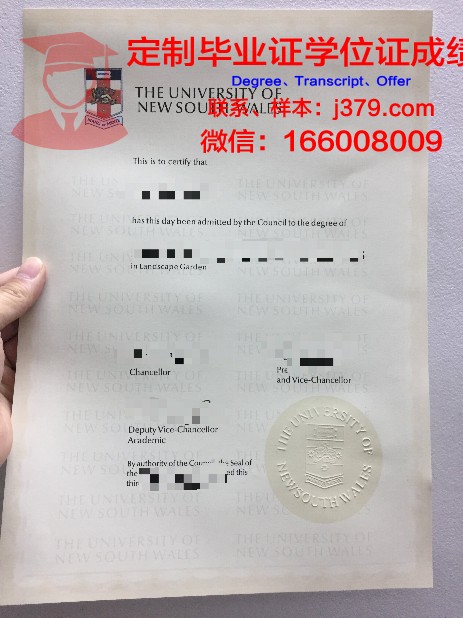 定制毕业证学位证成绩
Degree、Transcript、Offer
联系、样本：j379.com
微信：166008009
THE UNIVERSITY OF
NEW SOUTH WALES
This is to certify that
has this day been admitted by the Council to the degree of
in Landscape Garden
Chancellor
and Vice-Chancellor
Deputy Vice-Chancellor
Academic
By authority of the Council, the Seal of
the
ed this
THE UNIVERSITY OF
NEW SOUTH WALES